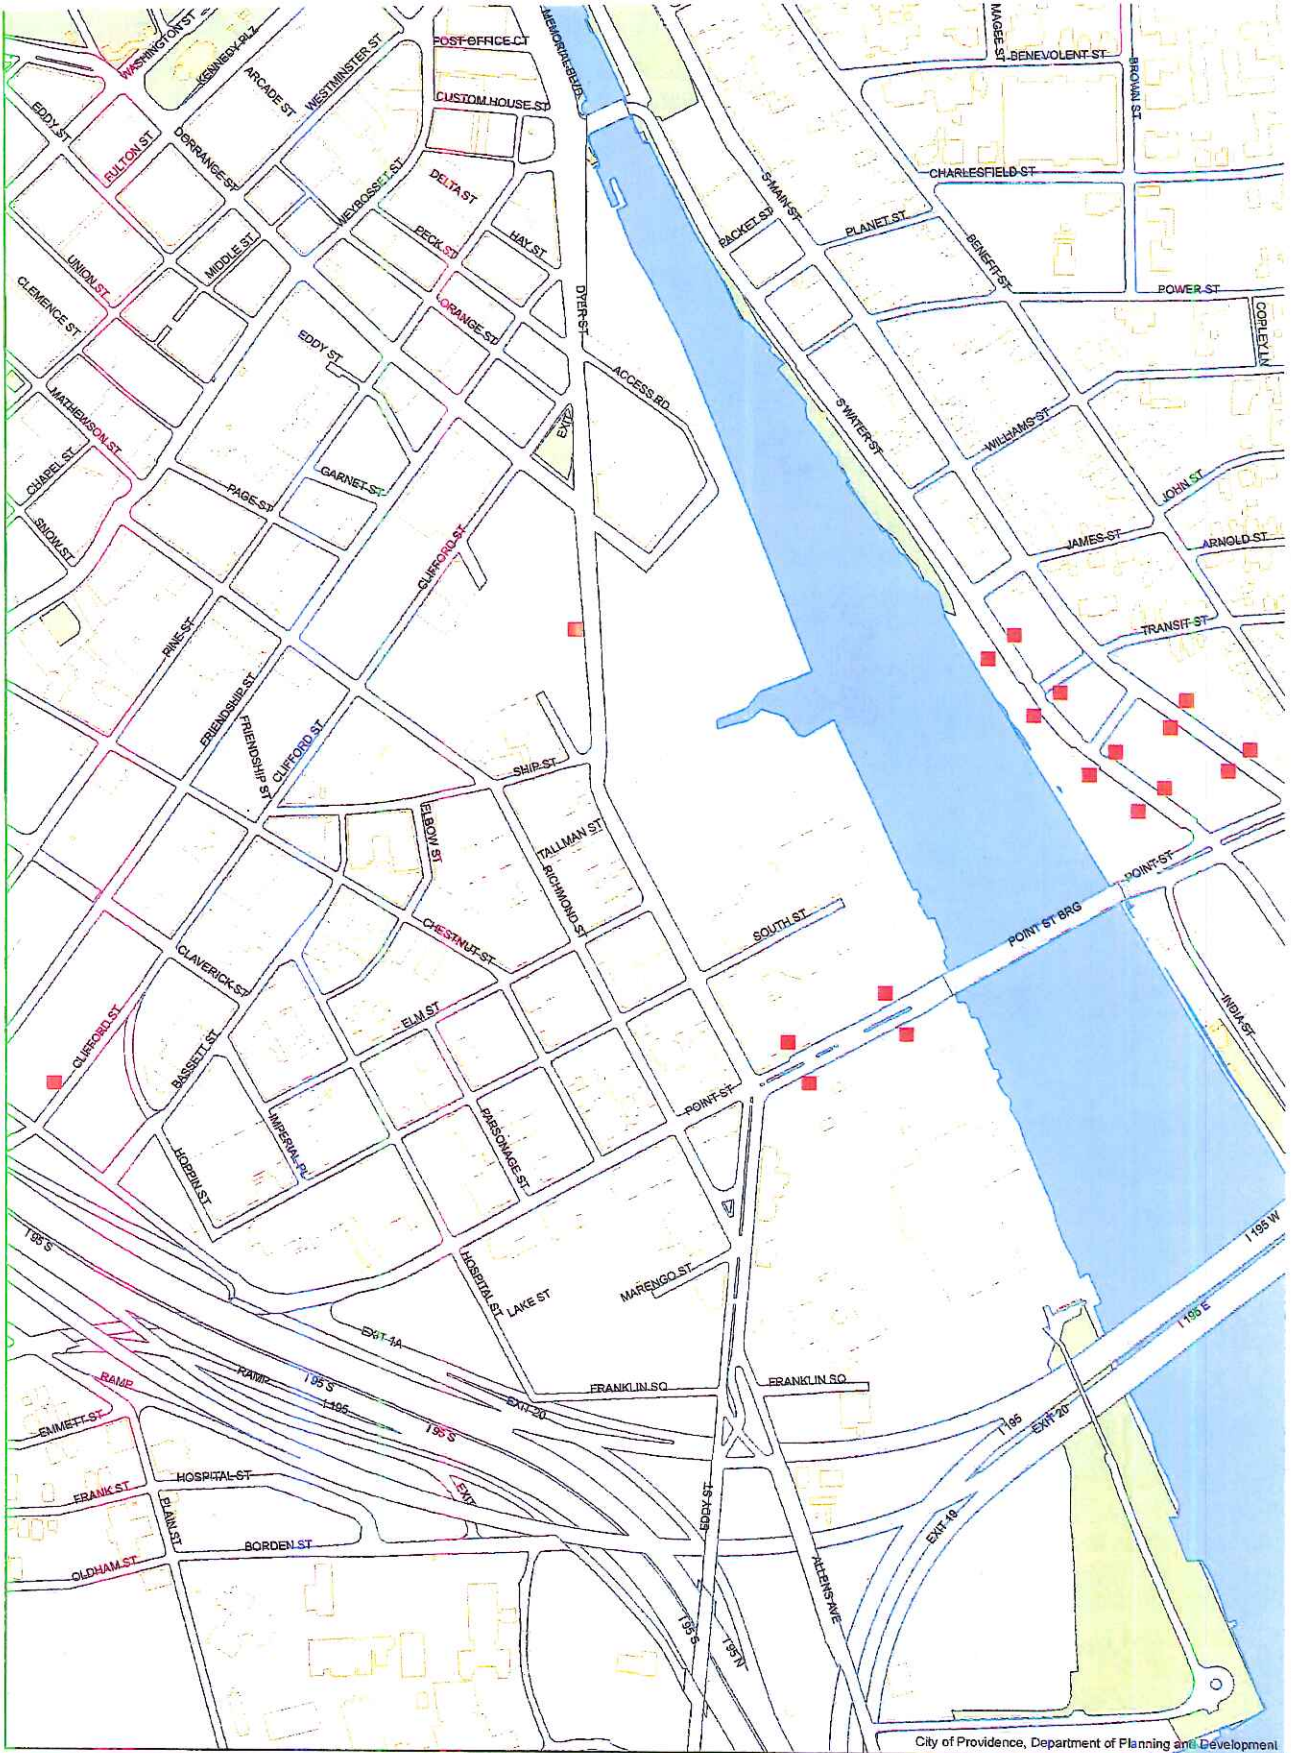 WASHINGTON ST
KENNEDY PLZ
ARCADE ST
WESTMINSTER ST
POST OFFICE CT
MEMORIAL BLVD
MAGEE ST
BENEVOLENT ST
BROWN ST
EDDY ST
FULTON ST
DORRANCE ST
CUSTOM HOUSE ST
WEYBOSSET ST
DELTA ST
S MAIN ST
CHARLESFIELD ST
PACKET ST
PLANET ST
BENEFIT ST
UNION ST
MIDDLE ST
PECK ST
HAY ST
CLEMENCE ST
ORANGE ST
DYER ST
POWER ST
COPLEY LN
EDDY ST
ACCESS RD
MATHEWSON ST
EXIT
S WATER ST
WILLIAMS ST
CHAPEL ST
PAGE ST
GARNET ST
JOHN ST
SNOW ST
CLIFFORD ST
JAMES ST
ARNOLD ST
PINE ST
TRANSIT ST
FRIENDSHIP ST
FRIENDSHIP ST
CLIFFORD ST
SHIP ST
ELBOW ST
TALLMAN ST
RICHMOND ST
POINT ST
CHESTNUT ST
SOUTH ST
POINT ST BRG
CLAVERICK ST
ELM ST
INDIA ST
CLIFFORD ST
BASSETT ST
IMPERIAL PL
PARSONAGE ST
POINT ST
HOPPIN ST
I 95 S
HOSPITAL ST
LAKE ST
MARENGO ST
I 195 W
I 195 E
EXIT 1A
RAMP
RAMP
I 95 S
I 195
I 95 S
EXIT 20
FRANKLIN SQ
FRANKLIN SQ
EMMETT ST
I 195
EXIT 20
FRANK ST
HOSPITAL ST
EXIT
PLAIN ST
EDDY ST
EXIT 19
BORDEN ST
OLDHAM ST
ALLENS AVE
I 95 S
I 95 N
City of Providence, Department of Planning and Development